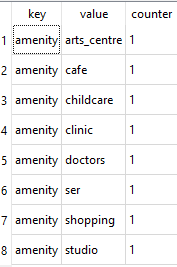 key value counter
1 amenity arts_centre 1
2 amenity cafe 1
3 amenity childcare 1
4 amenity clinic 1
5 amenity doctors 1
6 amenity ser 1
7 amenity shopping 1
8 amenity studio 1